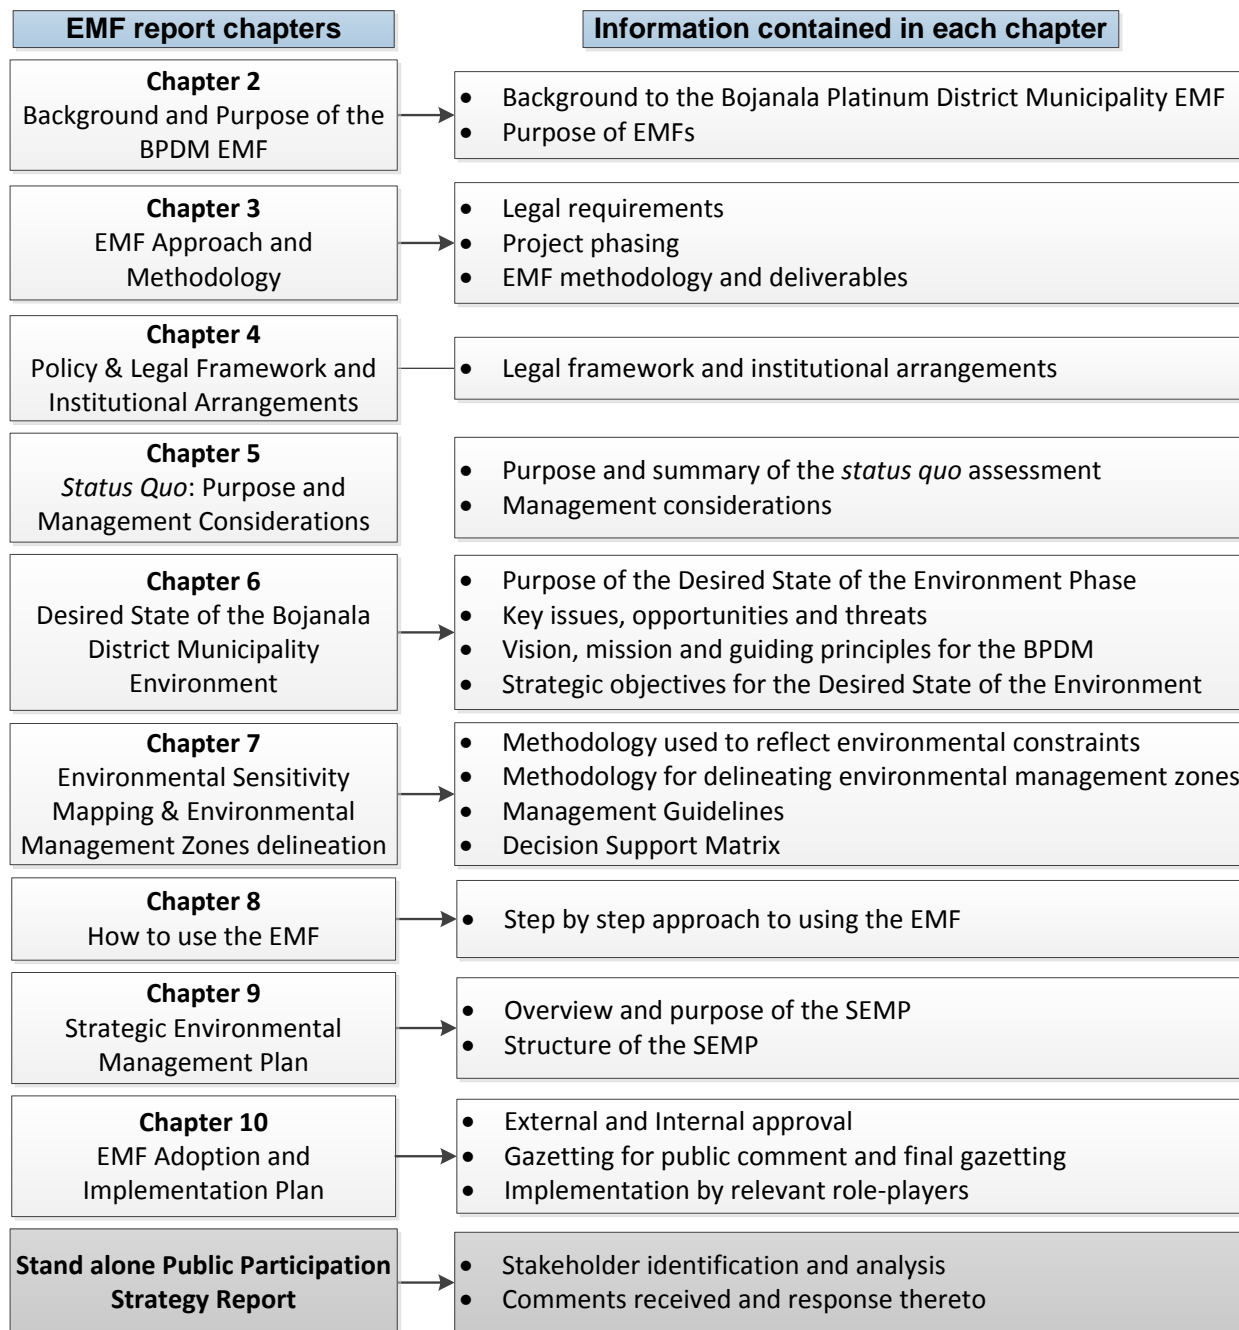 EMF report chapters
Information contained in each chapter
Chapter 2
Background and Purpose of the
BPDM EMF
• Background to the Bojanala Platinum District Municipality EMF
• Purpose of EMFs
Chapter 3
EMF Approach and
Methodology
• Legal requirements
• Project phasing
• EMF methodology and deliverables
Chapter 4
Policy & Legal Framework and
Institutional Arrangements
• Legal framework and institutional arrangements
Chapter 5
Status Quo: Purpose and
Management Considerations
• Purpose and summary of the status quo assessment
• Management considerations
Chapter 6
Desired State of the Bojanala
District Municipality
Environment
• Purpose of the Desired State of the Environment Phase
• Key issues, opportunities and threats
• Vision, mission and guiding principles for the BPDM
• Strategic objectives for the Desired State of the Environment
Chapter 7
Environmental Sensitivity
Mapping & Environmental
Management Zones delineation
• Methodology used to reflect environmental constraints
• Methodology for delineating environmental management zones
• Management Guidelines
• Decision Support Matrix
Chapter 8
How to use the EMF
• Step by step approach to using the EMF
Chapter 9
Strategic Environmental
Management Plan
• Overview and purpose of the SEMP
• Structure of the SEMP
Chapter 10
EMF Adoption and
Implementation Plan
• External and Internal approval
• Gazetting for public comment and final gazetting
• Implementation by relevant role-players
Stand alone Public Participation
Strategy Report
• Stakeholder identification and analysis
• Comments received and response thereto